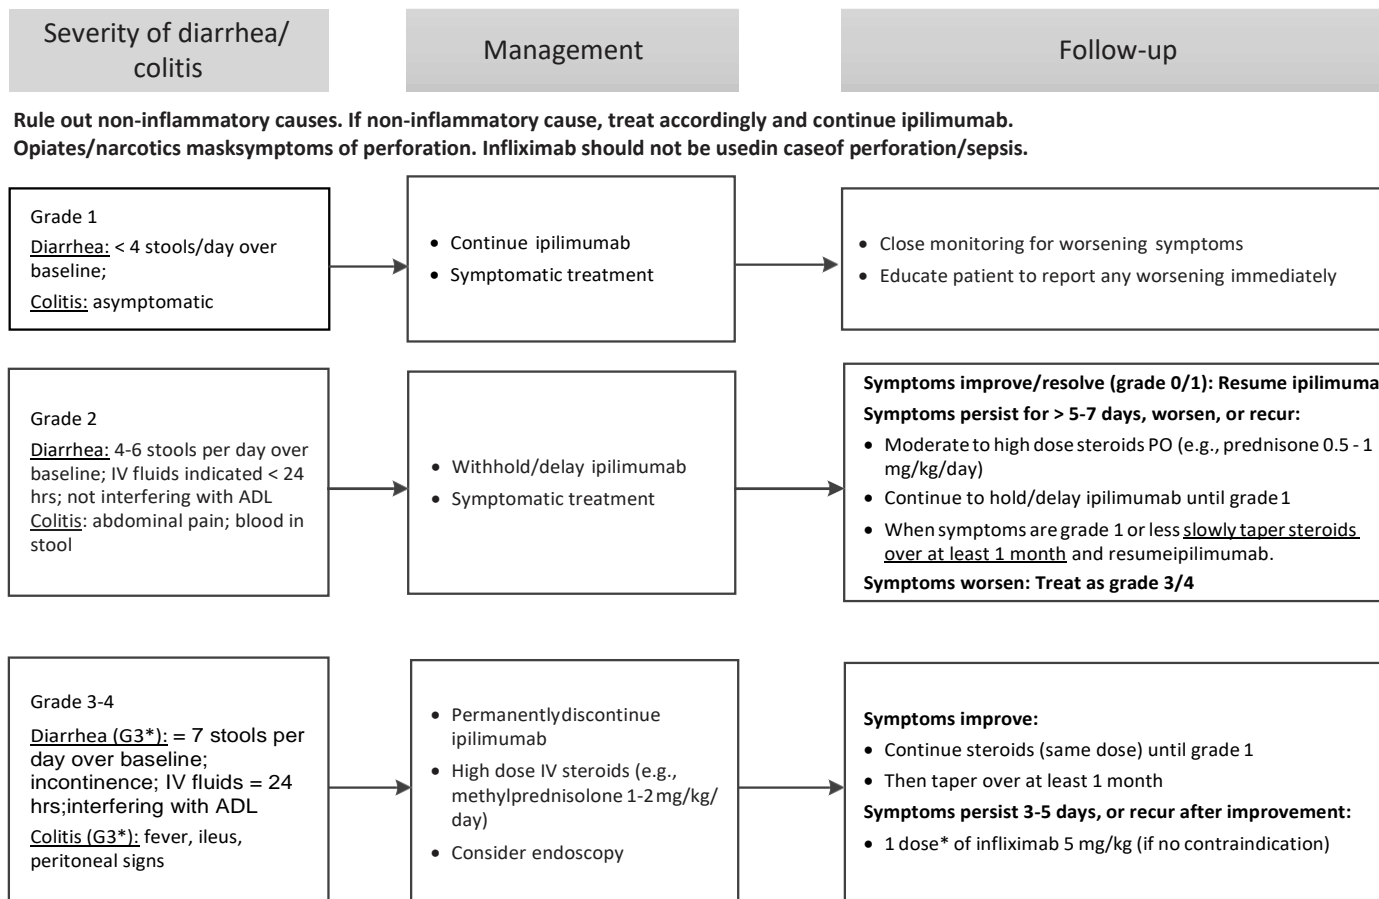 Severity of diarrhea/
colitis
Management
Follow-up
Rule out non-inflammatory causes. If non-inflammatory cause, treat accordingly and continue ipilimumab.
Opiates/narcotics masksymptoms of perforation. Infliximab should not be usedin caseof perforation/sepsis.
Grade 1
Diarrhea: < 4 stools/day over
baseline;
Colitis: asymptomatic
• Continue ipilimumab
• Symptomatic treatment
• Close monitoring for worsening symptoms
• Educate patient to report any worsening immediately
Grade 2
Diarrhea: 4-6 stools per day over
baseline; IV fluids indicated < 24
hrs; not interfering with ADL
Colitis: abdominal pain; blood in
stool
• Withhold/delay ipilimumab
• Symptomatic treatment
Symptoms improve/resolve (grade 0/1): Resume ipilimuma
Symptoms persist for > 5-7 days, worsen, or recur:
• Moderate to high dose steroids PO (e.g., prednisone 0.5 - 1
mg/kg/day)
• Continue to hold/delay ipilimumab until grade 1
• When symptoms are grade 1 or less slowly taper steroids
over at least 1 month and resumeipilimumab.
Symptoms worsen: Treat as grade 3/4
Grade 3-4
Diarrhea (G3*): = 7 stools per
day over baseline;
incontinence; IV fluids = 24
hrs;interfering with ADL
Colitis (G3*): fever, ileus,
peritoneal signs
• Permanentlydiscontinue
ipilimumab
• High dose IV steroids (e.g.,
methylprednisolone 1-2 mg/kg/
day)
• Consider endoscopy
Symptoms improve:
• Continue steroids (same dose) until grade 1
• Then taper over at least 1 month
Symptoms persist 3-5 days, or recur after improvement:
• 1 dose* of infliximab 5 mg/kg (if no contraindication)